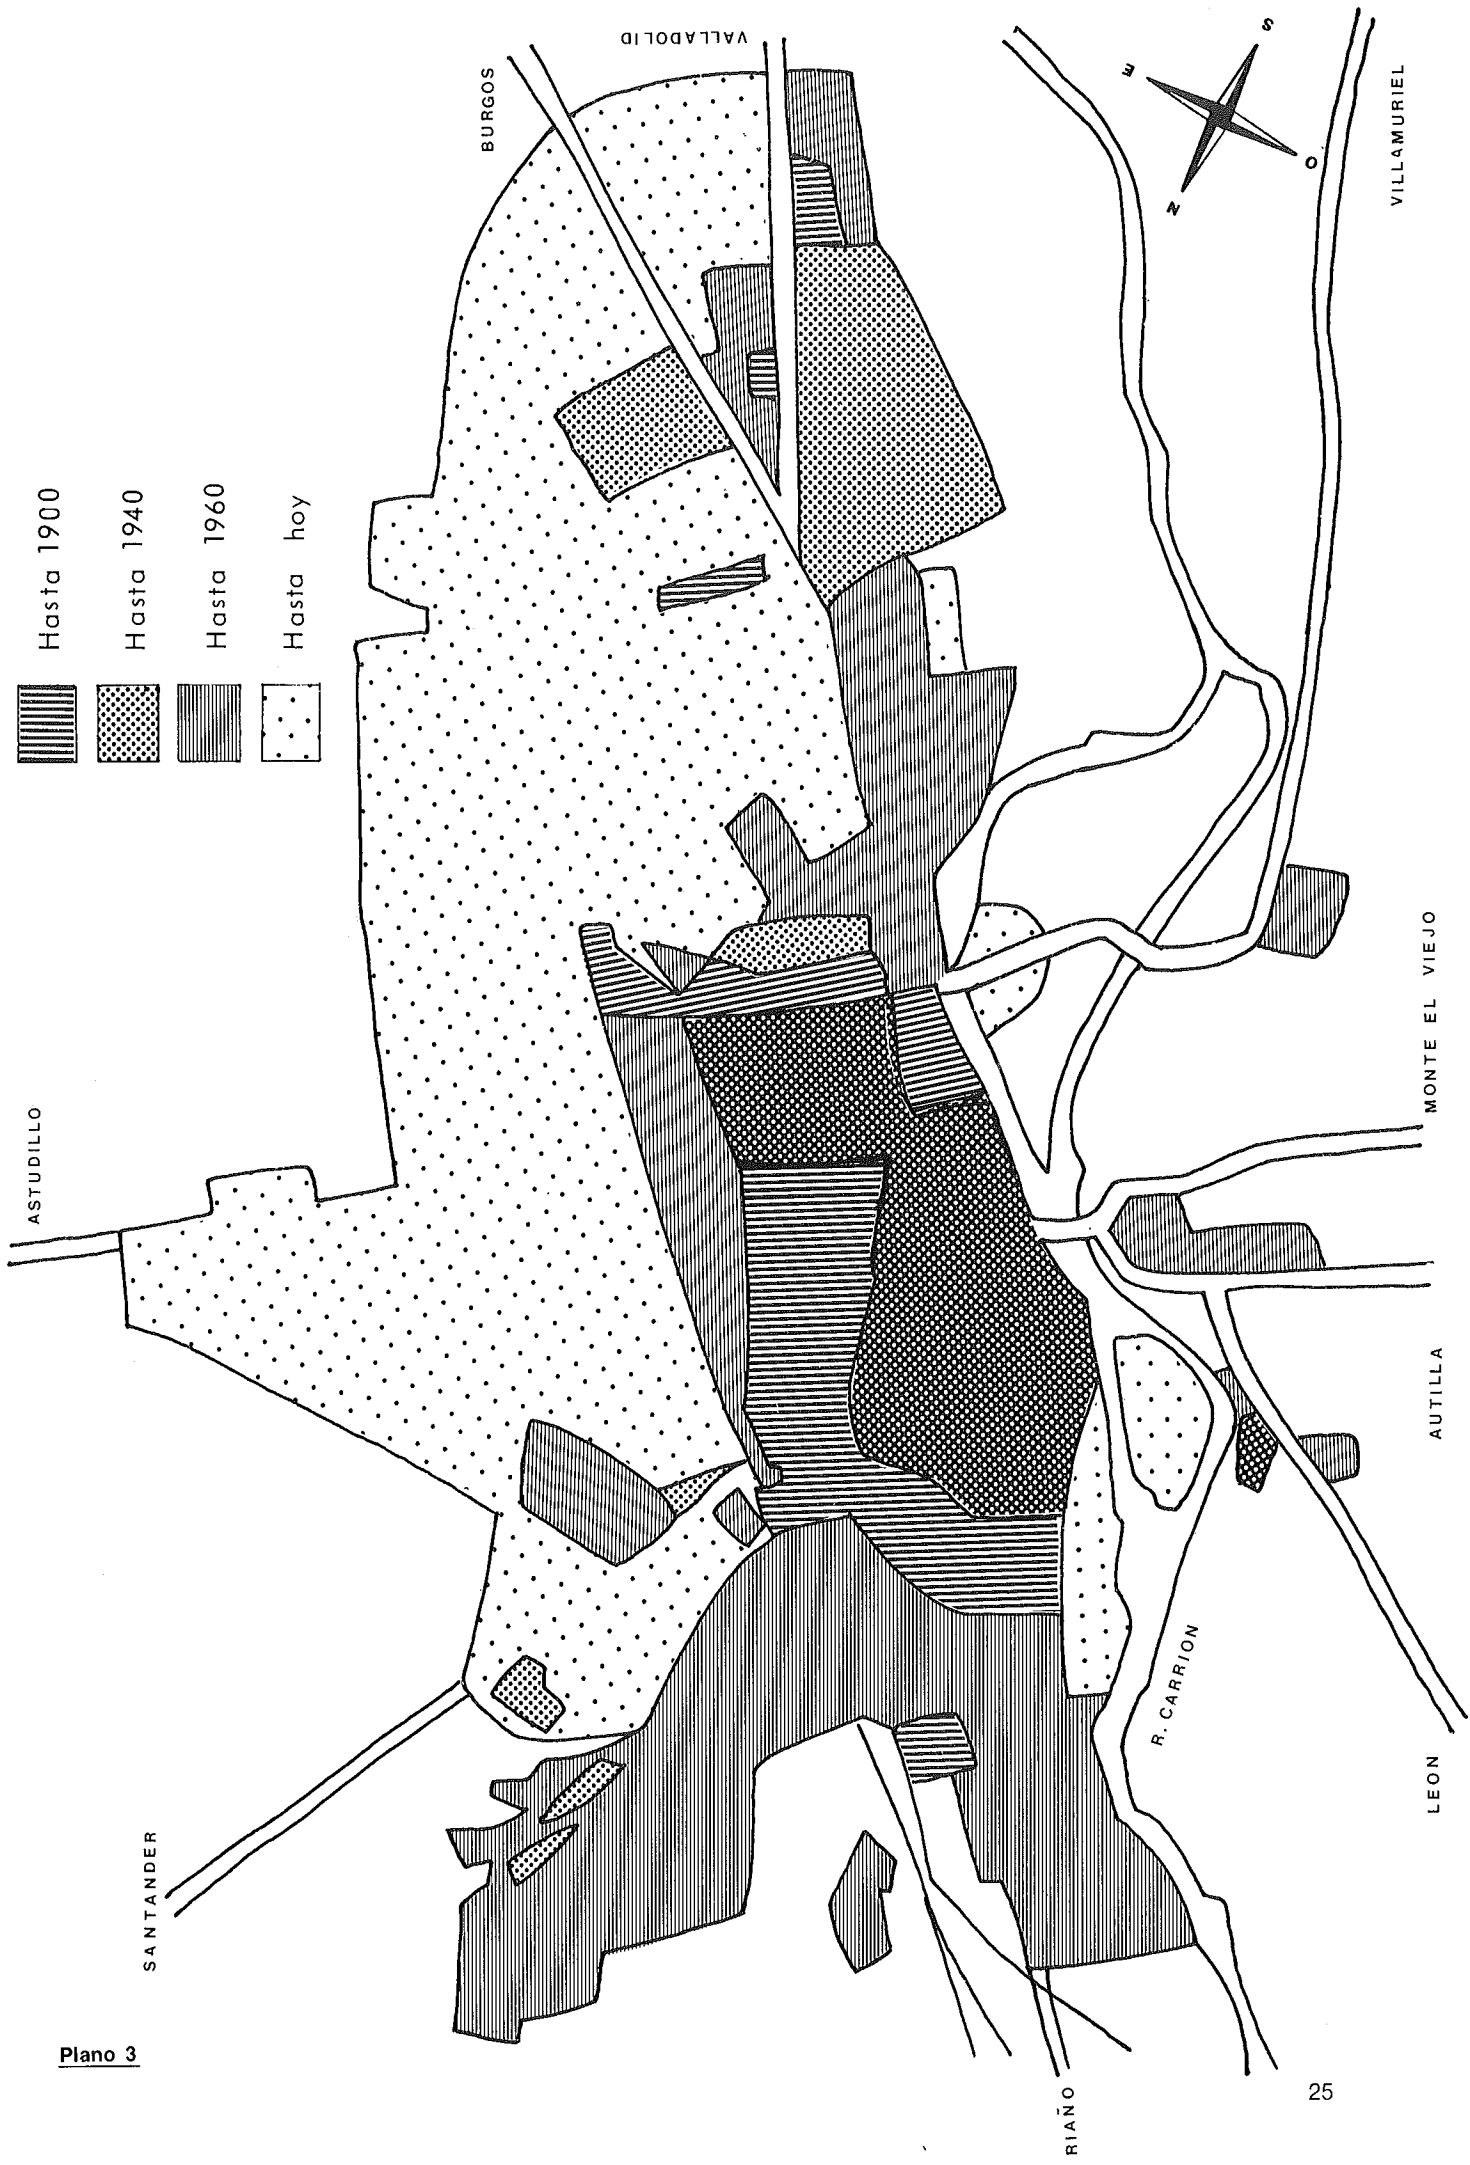 Hasta 1900
Hasta 1940
Hasta 1960
Hasta hoy
BURGOS
VALLADOLID
VILLAMURIEL
N
S
E
O
ASTUDILLO
MONTE EL VIEJO
AUTILLA
LEON
R. CARRION
SANTANDER
RIAÑO
Plano 3
25